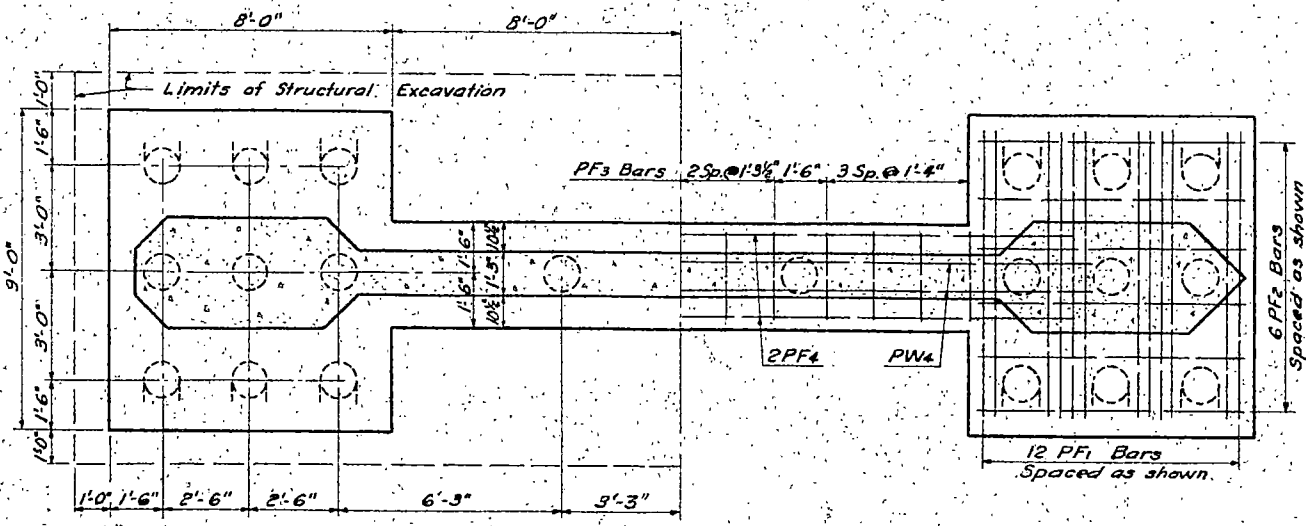 8'-0" 8'-0"
Limits of Structural Excavation
1'-0"
1'-6"
3'-0"
9'-0"
3'-0"
1'-6"
1'-0"
PF3 Bars 2 Sp.@1'-3½" 1'-6" 3 Sp. @ 1'-4"
1'-6" 10½"
1'-6" 1'-3" 10½"
2PF4 PW4
6 PF2 Bars
Spaced as shown
12 PF1 Bars
Spaced as shown.
1'-0" 1'-6" 2'-6" 2'-6" 6'-3" 3'-3"